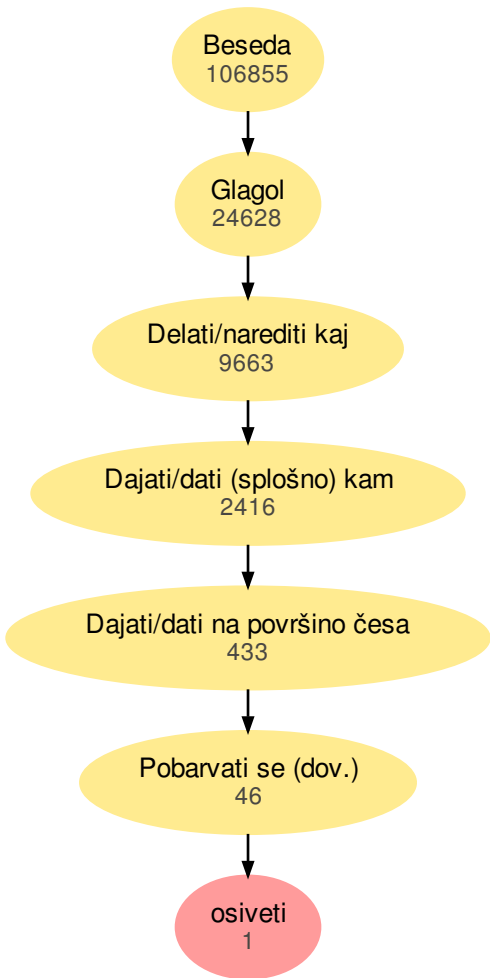 Beseda
106855
Glagol
24628
Delati/narediti kaj
9663
Dajati/dati (splošno) kam
2416
Dajati/dati na površino česa
433
Pobarvati se (dov.)
46
osiveti
1